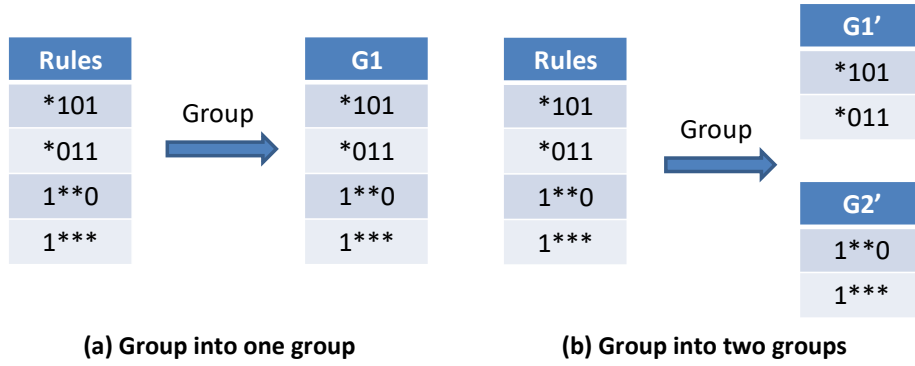 Rules
*101
*011
1**0
1***
Group
G1
*101
*011
1**0
1***
(a) Group into one group
Rules
*101
*011
1**0
1***
Group
G1’
*101
*011
G2’
1**0
1***
(b) Group into two groups